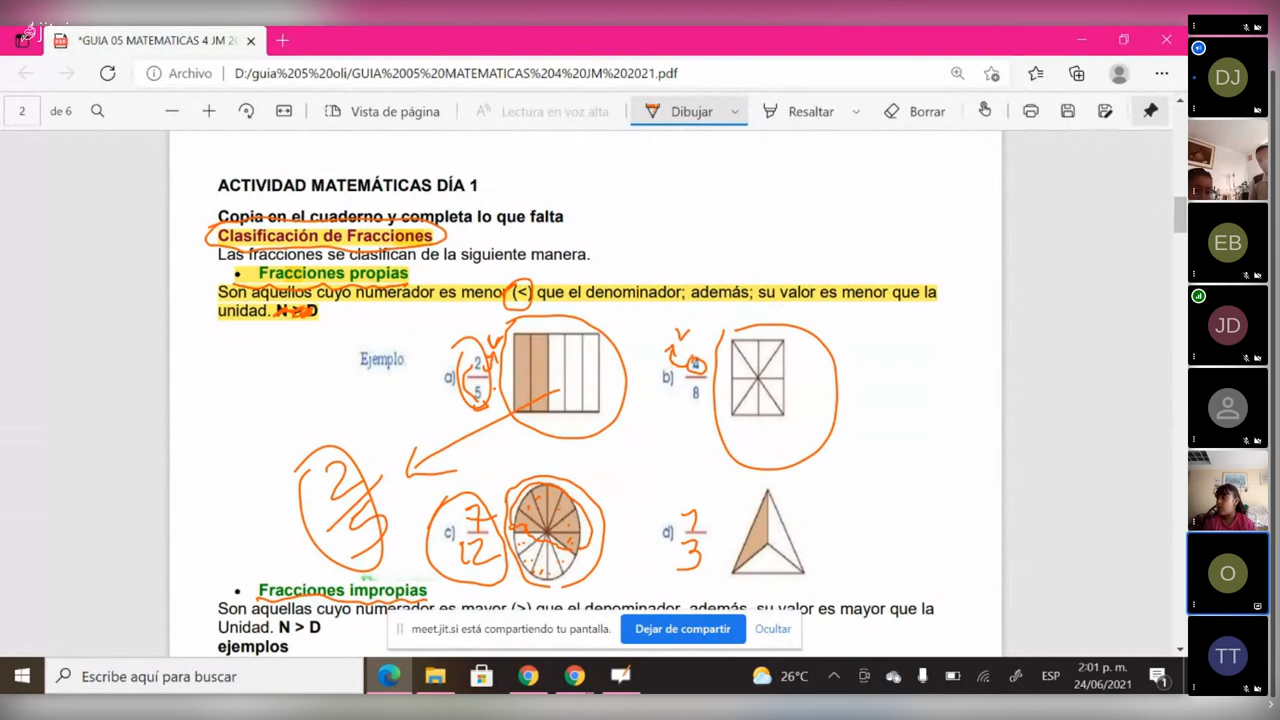 *GUIA 05 MATEMATICAS 4 JM 20
Archivo
D:/guia%205%20oli/GUIA%2005%20MATEMATICAS%204%20JM%202021.pdf
2 de 6
Vista de página
Lectura en voz alta
Dibujar
Resaltar
Borrar
ACTIVIDAD MATEMÁTICAS DÍA 1
Copia en el cuaderno y completa lo que falta
Clasificación de Fracciones
Las fracciones se clasifican de la siguiente manera.
• Fracciones propias
Son aquellos cuyo numerador es menor (<) que el denominador; además; su valor es menor que la
unidad. N > D
Ejemplo:
a) 2/5
b) 4/8
2/5
c) 7/12
d)
3
• Fracciones impropias
Son aquellas cuyo numerador es mayor (>) que el denominador, además, su valor es mayor que la
Unidad. N > D
ejemplos
meet.jit.si está compartiendo tu pantalla.
Dejar de compartir
Ocultar
DJ
EB
JD
O
TT
Escribe aquí para buscar
26°C
ESP
2:01 p. m.
24/06/2021
1